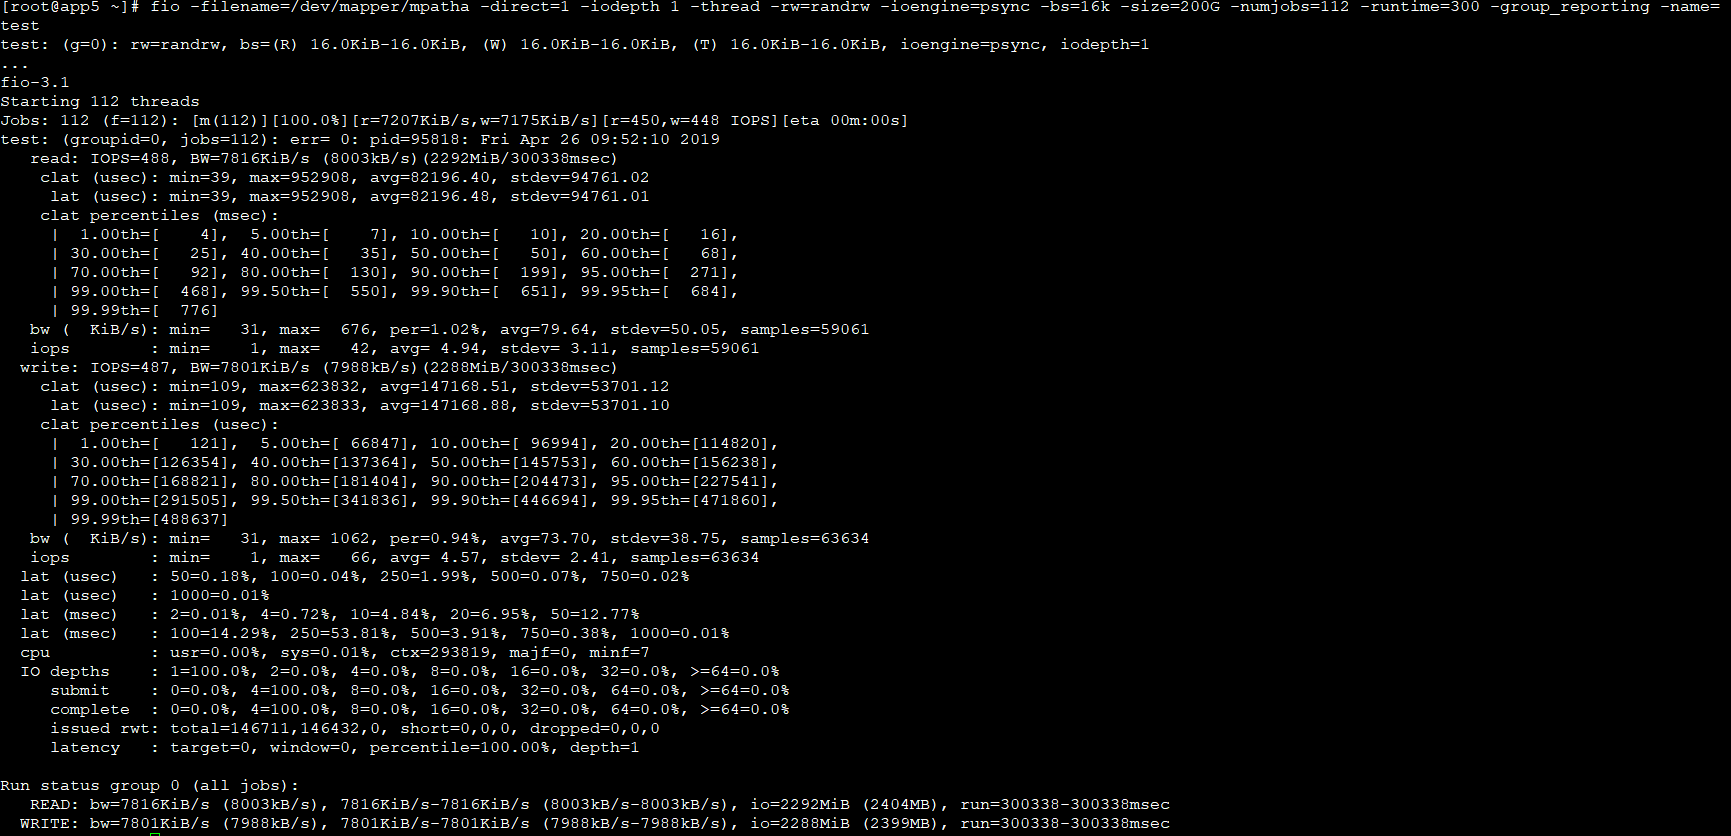 [root@app5 ~]# fio -filename=/dev/mapper/mpatha -direct=1 -iodepth 1 -thread -rw=randrw -ioengine=psync -bs=16k -size=200G -numjobs=112 -runtime=300 -group_reporting -name=
test
test: (g=0): rw=randrw, bs=(R) 16.0KiB-16.0KiB, (W) 16.0KiB-16.0KiB, (T) 16.0KiB-16.0KiB, ioengine=psync, iodepth=1
...
fio-3.1
Starting 112 threads
Jobs: 112 (f=112): [m(112)][100.0%][r=7207KiB/s,w=7175KiB/s][r=450,w=448 IOPS][eta 00m:00s]
test: (groupid=0, jobs=112): err= 0: pid=95818: Fri Apr 26 09:52:10 2019
   read: IOPS=488, BW=7816KiB/s (8003kB/s)(2292MiB/300338msec)
    clat (usec): min=39, max=952908, avg=82196.40, stdev=94761.02
     lat (usec): min=39, max=952908, avg=82196.48, stdev=94761.01
    clat percentiles (msec):
     |  1.00th=[    4],  5.00th=[    7], 10.00th=[   10], 20.00th=[   16],
     | 30.00th=[   25], 40.00th=[   35], 50.00th=[   50], 60.00th=[   68],
     | 70.00th=[   92], 80.00th=[  130], 90.00th=[  199], 95.00th=[  271],
     | 99.00th=[  468], 99.50th=[  550], 99.90th=[  651], 99.95th=[  684],
     | 99.99th=[  776]
   bw (  KiB/s): min=   31, max=  676, per=1.02%, avg=79.64, stdev=50.05, samples=59061
   iops        : min=    1, max=   42, avg= 4.94, stdev= 3.11, samples=59061
  write: IOPS=487, BW=7801KiB/s (7988kB/s)(2288MiB/300338msec)
    clat (usec): min=109, max=623832, avg=147168.51, stdev=53701.12
     lat (usec): min=109, max=623833, avg=147168.88, stdev=53701.10
    clat percentiles (usec):
     |  1.00th=[   121],  5.00th=[ 66847], 10.00th=[ 96994], 20.00th=[114820],
     | 30.00th=[126354], 40.00th=[137364], 50.00th=[145753], 60.00th=[156238],
     | 70.00th=[168821], 80.00th=[181404], 90.00th=[204473], 95.00th=[227541],
     | 99.00th=[291505], 99.50th=[341836], 99.90th=[446694], 99.95th=[471860],
     | 99.99th=[488637]
   bw (  KiB/s): min=   31, max= 1062, per=0.94%, avg=73.70, stdev=38.75, samples=63634
   iops        : min=    1, max=   66, avg= 4.57, stdev= 2.41, samples=63634
  lat (usec)   : 50=0.18%, 100=0.04%, 250=1.99%, 500=0.07%, 750=0.02%
  lat (usec)   : 1000=0.01%
  lat (msec)   : 2=0.01%, 4=0.72%, 10=4.84%, 20=6.95%, 50=12.77%
  lat (msec)   : 100=14.29%, 250=53.81%, 500=3.91%, 750=0.38%, 1000=0.01%
  cpu          : usr=0.00%, sys=0.01%, ctx=293819, majf=0, minf=7
  IO depths    : 1=100.0%, 2=0.0%, 4=0.0%, 8=0.0%, 16=0.0%, 32=0.0%, >=64=0.0%
     submit    : 0=0.0%, 4=100.0%, 8=0.0%, 16=0.0%, 32=0.0%, 64=0.0%, >=64=0.0%
     complete  : 0=0.0%, 4=100.0%, 8=0.0%, 16=0.0%, 32=0.0%, 64=0.0%, >=64=0.0%
     issued rwt: total=146711,146432,0, short=0,0,0, dropped=0,0,0
     latency   : target=0, window=0, percentile=100.00%, depth=1
Run status group 0 (all jobs):
   READ: bw=7816KiB/s (8003kB/s), 7816KiB/s-7816KiB/s (8003kB/s-8003kB/s), io=2292MiB (2404MB), run=300338-300338msec
  WRITE: bw=7801KiB/s (7988kB/s), 7801KiB/s-7801KiB/s (7988kB/s-7988kB/s), io=2288MiB (2399MB), run=300338-300338msec